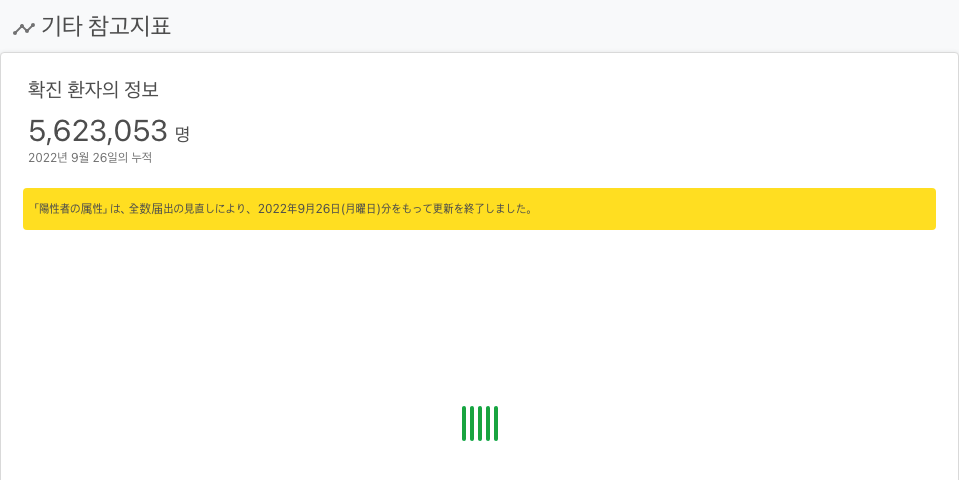 기타 참고지표
확진 환자의 정보
5,623,053 명
2022년 9월 26일의 누적
「陽性者の属性」は、全数届出の見直しにより、2022年9月26日(月曜日)分をもって更新を終了しました。